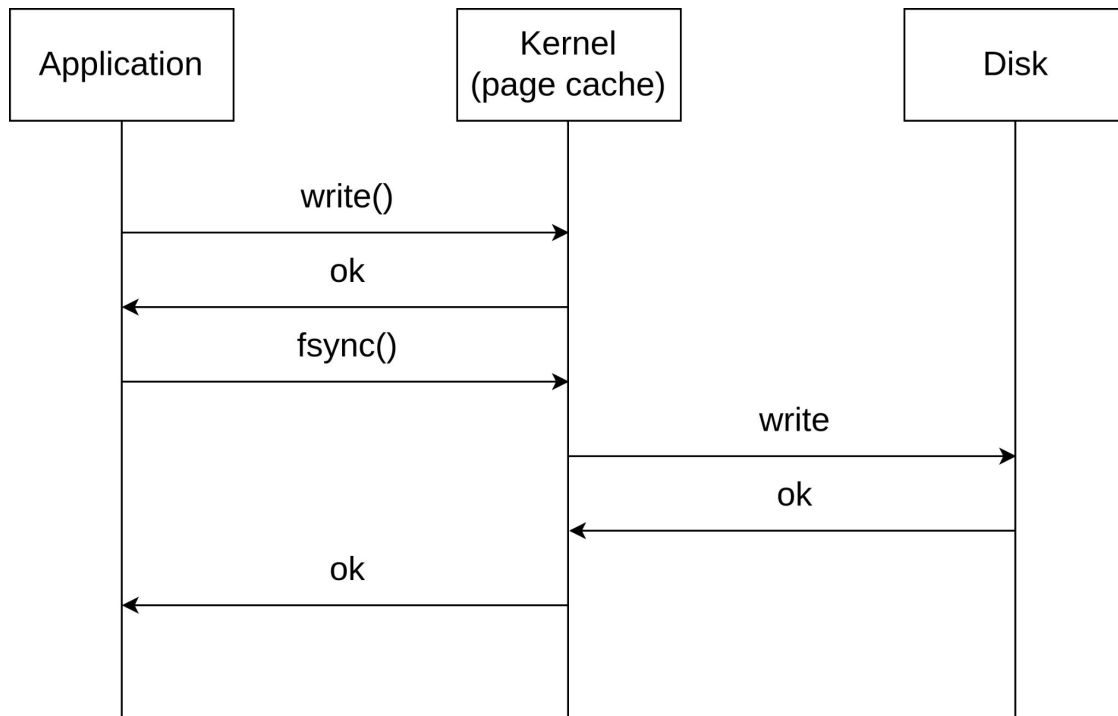 Application
Kernel
(page cache)
Disk
write()
ok
fsync()
write
ok
ok